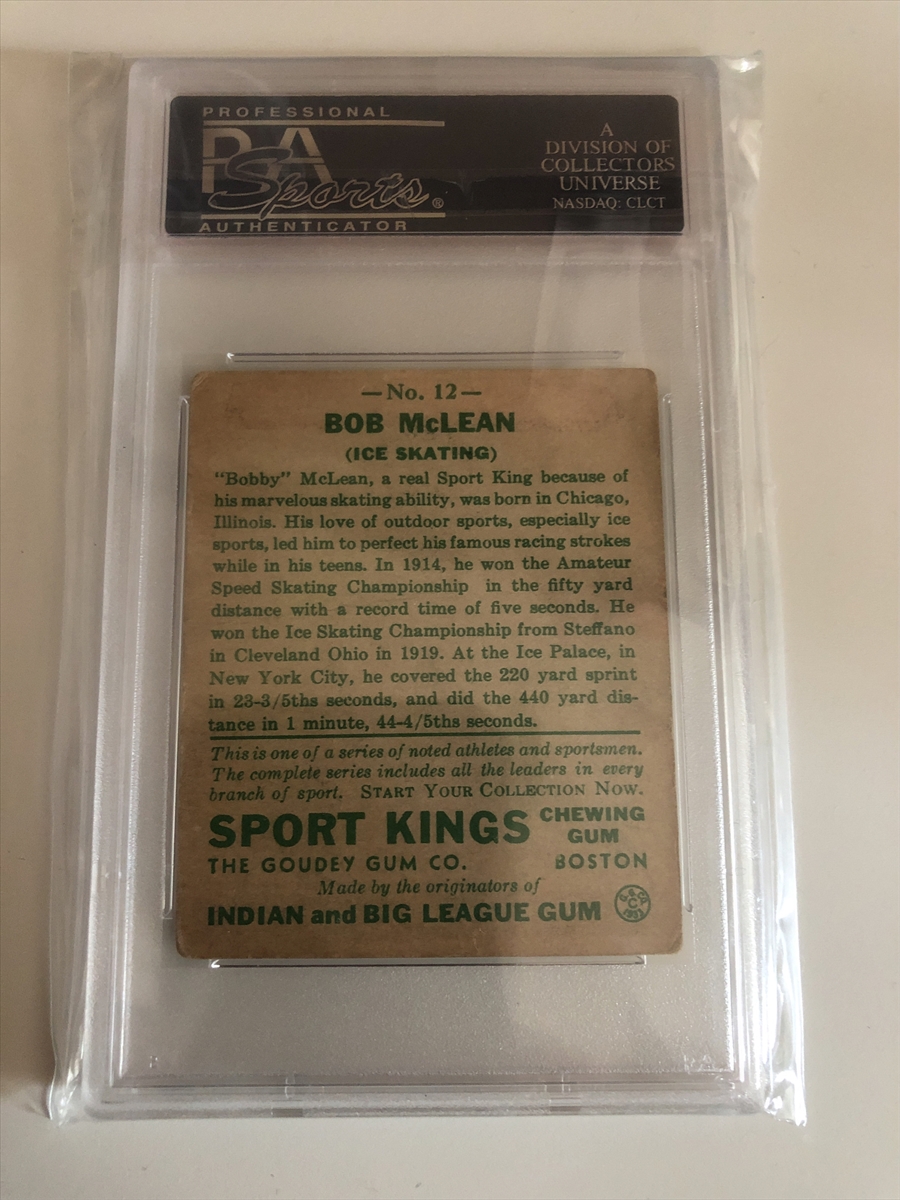 PROFESSIONAL
PSA
Sports®
AUTHENTICATOR
A
DIVISION OF
COLLECTORS
UNIVERSE
NASDAQ: CLCT
—No. 12—
BOB McLEAN
(ICE SKATING)
"Bobby" McLean, a real Sport King because of
his marvelous skating ability, was born in Chicago,
Illinois. His love of outdoor sports, especially ice
sports, led him to perfect his famous racing strokes
while in his teens. In 1914, he won the Amateur
Speed Skating Championship in the fifty yard
distance with a record time of five seconds. He
won the Ice Skating Championship from Steffano
in Cleveland Ohio in 1919. At the Ice Palace, in
New York City, he covered the 220 yard sprint
in 23-3/5ths seconds, and did the 440 yard dis-
tance in 1 minute, 44-4/5ths seconds.
This is one of a series of noted athletes and sportsmen.
The complete series includes all the leaders in every
branch of sport. START YOUR COLLECTION NOW.
SPORT KINGS CHEWING GUM
THE GOUDEY GUM CO. BOSTON
Made by the originators of
INDIAN and BIG LEAGUE GUM
G.G.CO.
C
1933